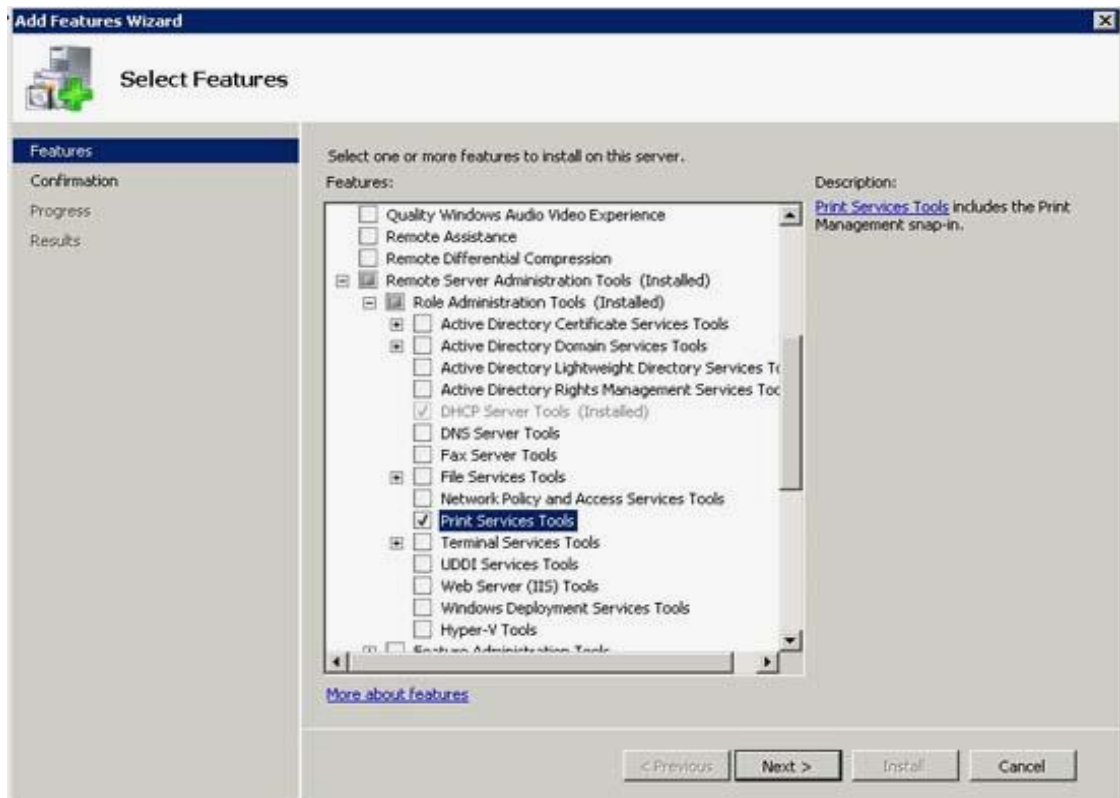 Add Features Wizard
Select Features
Features
Confirmation
Progress
Results
Select one or more features to install on this server.
Features:
Quality Windows Audio Video Experience
Remote Assistance
Remote Differential Compression
Remote Server Administration Tools (Installed)
Role Administration Tools (Installed)
Active Directory Certificate Services Tools
Active Directory Domain Services Tools
Active Directory Lightweight Directory Services To
Active Directory Rights Management Services Too
DHCP Server Tools (Installed)
DNS Server Tools
Fax Server Tools
File Services Tools
Network Policy and Access Services Tools
Print Services Tools
Terminal Services Tools
UDDI Services Tools
Web Server (IIS) Tools
Windows Deployment Services Tools
Hyper-V Tools
Feature Administration Tools
More about features
Description:
Print Services Tools includes the Print
Management snap-in.
< Previous
Next >
Install
Cancel